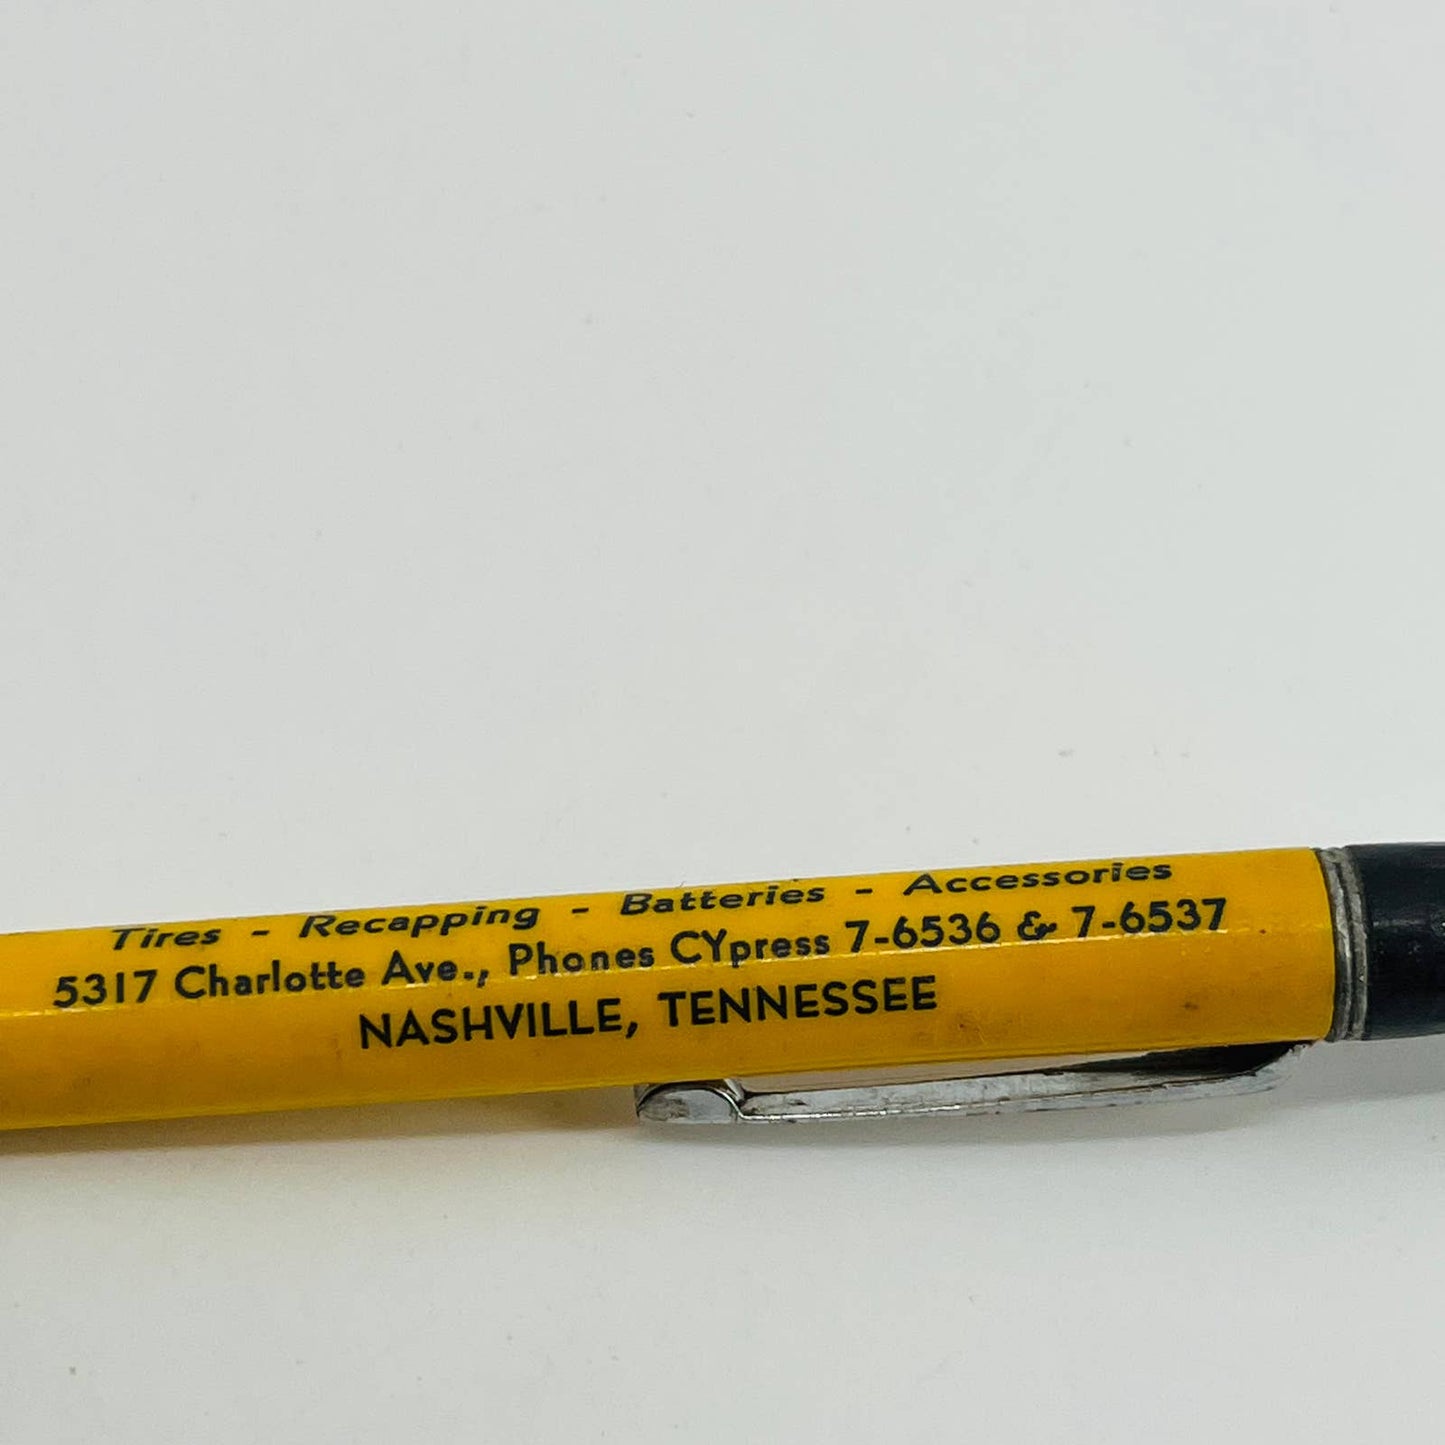 Tires - Recapping - Batteries - Accessories
5317 Charlotte Ave., Phones CYpress 7-6536 & 7-6537
NASHVILLE, TENNESSEE